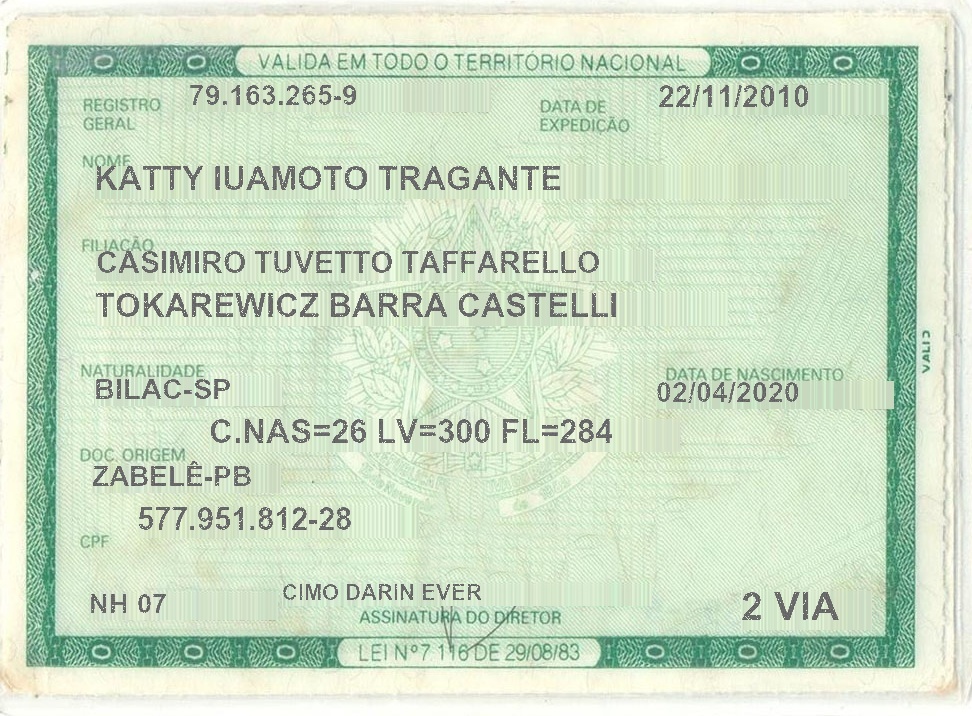 VALIDA EM TODO O TERRITÓRIO NACIONAL
REGISTRO GERAL 79.163.265-9 DATA DE EXPEDIÇÃO 22/11/2010
NOME
KATTY IUAMOTO TRAGANTE
FILIAÇÃO
CASIMIRO TUVETTO TAFFARELLO
TOKAREWICZ BARRA CASTELLI
NATURALIDADE DATA DE NASCIMENTO
BILAC-SP 02/04/2020
C.NAS=26 LV=300 FL=284
DOC. ORIGEM
ZABELÊ-PB
577.951.812-28
CPF
NH 07 CIMO DARIN EVER 2 VIA
ASSINATURA DO DIRETOR
LEI Nº 7 116 DE 29/08/83